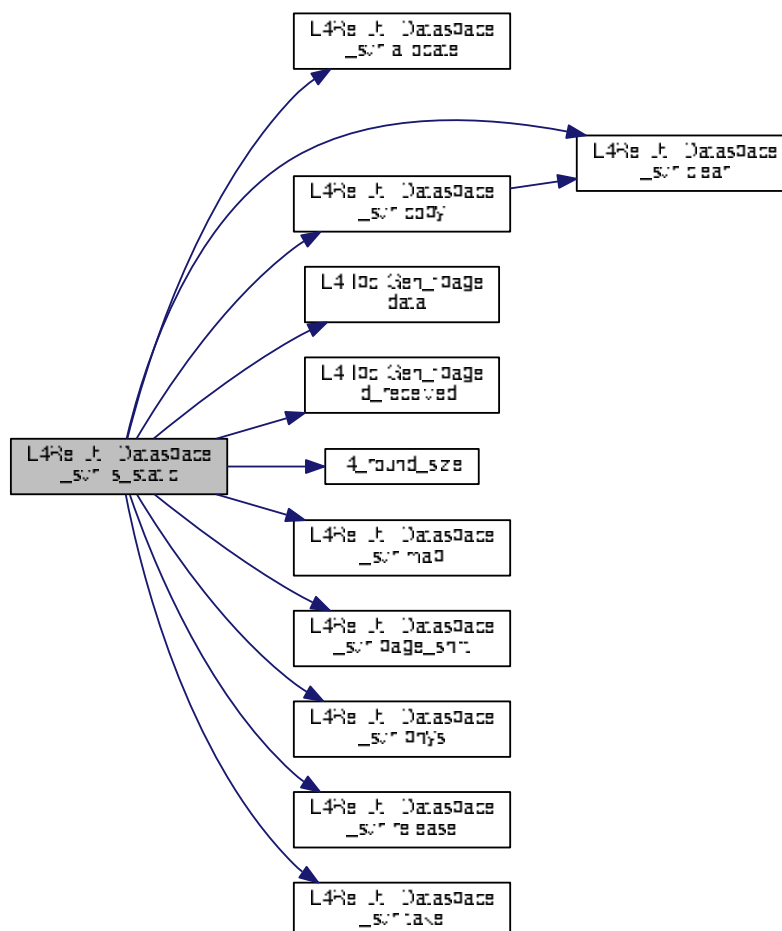 L4Re::Util::Dataspace
_svr::allocate
L4Re::Util::Dataspace
_svr::clear
L4Re::Util::Dataspace
_svr::copy
L4::Ipc::Gen_page
::data
L4::Ipc::Gen_page
::id_received
L4Re::Util::Dataspace
_svr::is_static
l4_round_size
L4Re::Util::Dataspace
_svr::map
L4Re::Util::Dataspace
_svr::page_shift
L4Re::Util::Dataspace
_svr::phys
L4Re::Util::Dataspace
_svr::release
L4Re::Util::Dataspace
_svr::take